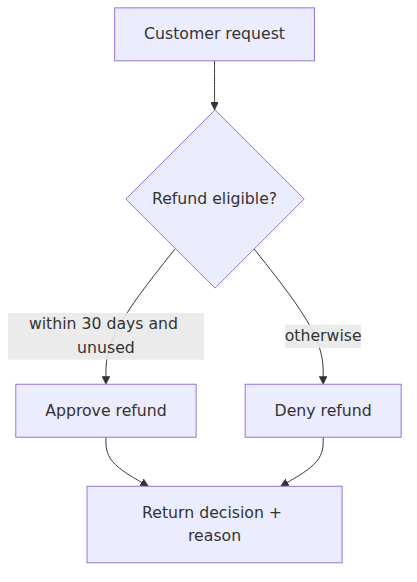 Customer request
Refund eligible?
within 30 days and
unused
otherwise
Approve refund
Deny refund
Return decision +
reason